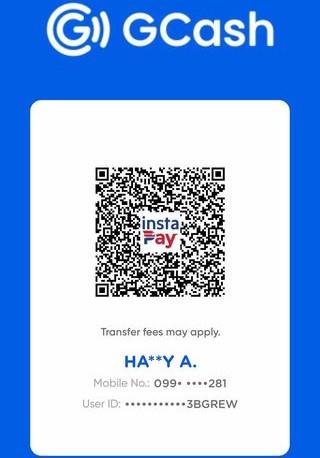 GCash
insta
Pay
Transfer fees may apply.
HA**Y A.
Mobile No.: 099• ••••281
User ID: •••••••••••3BGREW